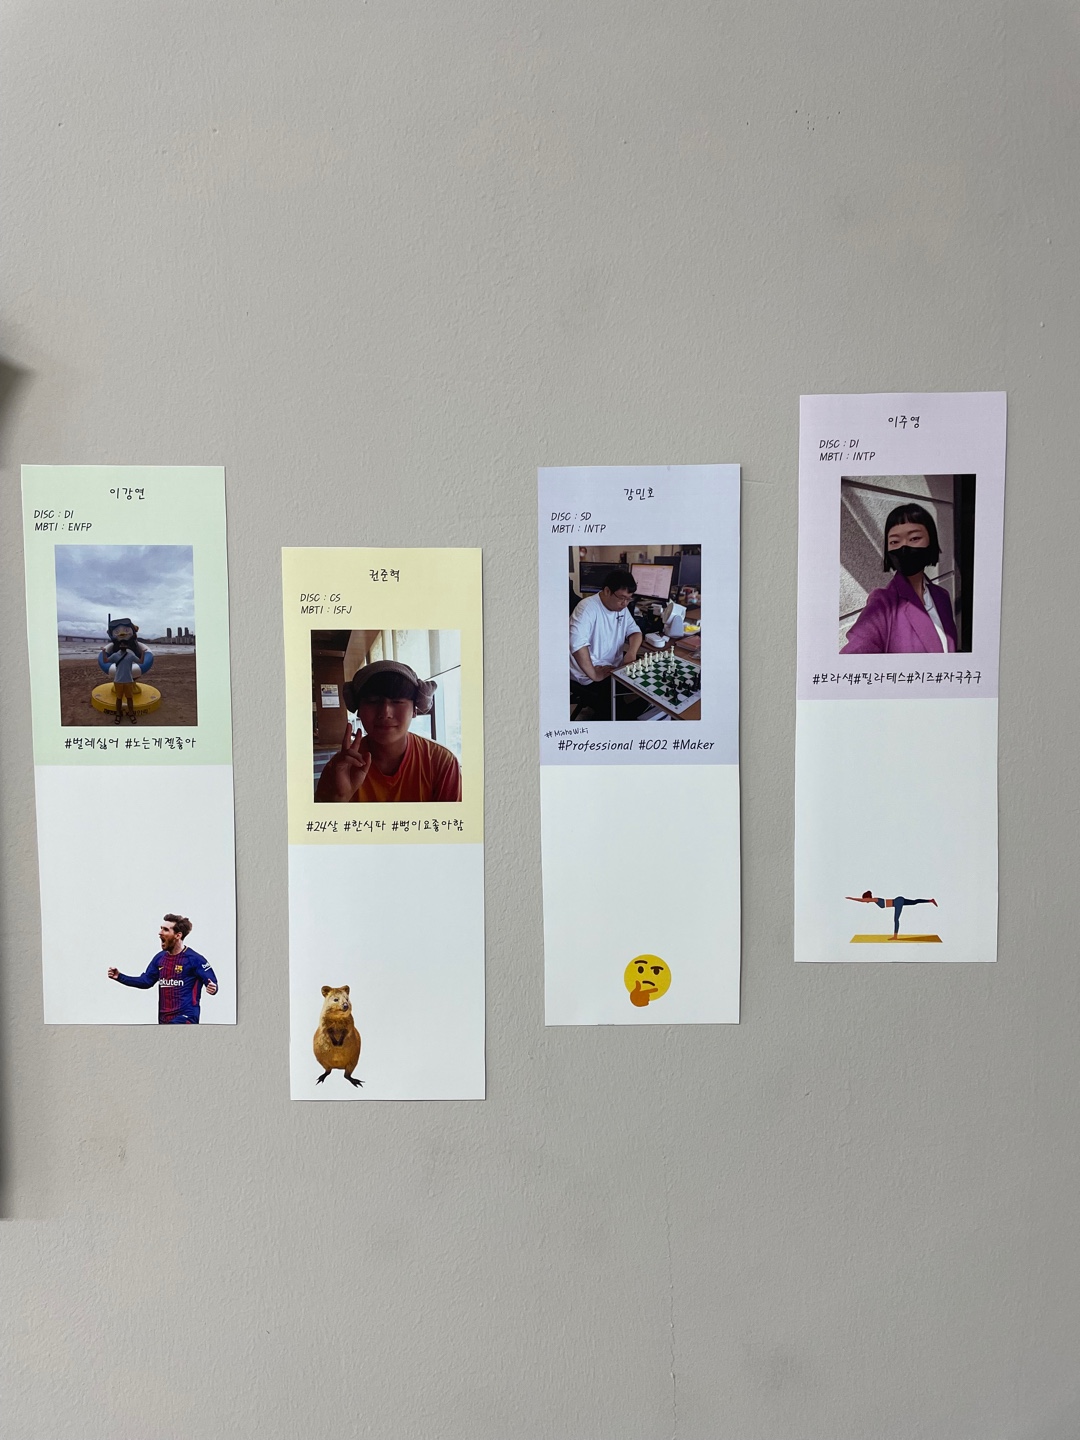 이강연
DISC : DI
MBTI : ENFP
#벌레싫어 #노는게젤좋아
rakuten
권준혁
DISC : CS
MBTI : ISFJ
#24살 #한식파 #뻥이요좋아함
강민호
DISC : SD
MBTI : INTP
#MinhoWiki
#Professional #CO2 #Maker
이주영
DISC : DI
MBTI : INTP
#보라색#필라테스#치즈#자극추구